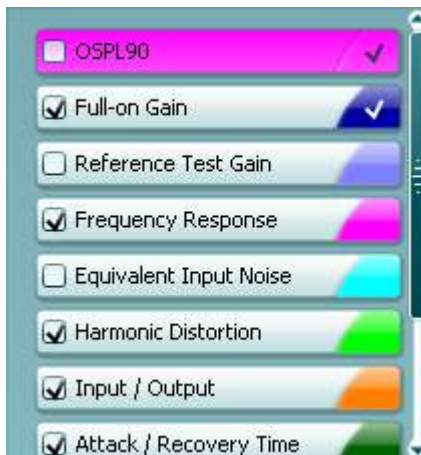 OSPL90
Full-on Gain
Reference Test Gain
Frequency Response
Equivalent Input Noise
Harmonic Distortion
Input / Output
Attack / Recovery Time